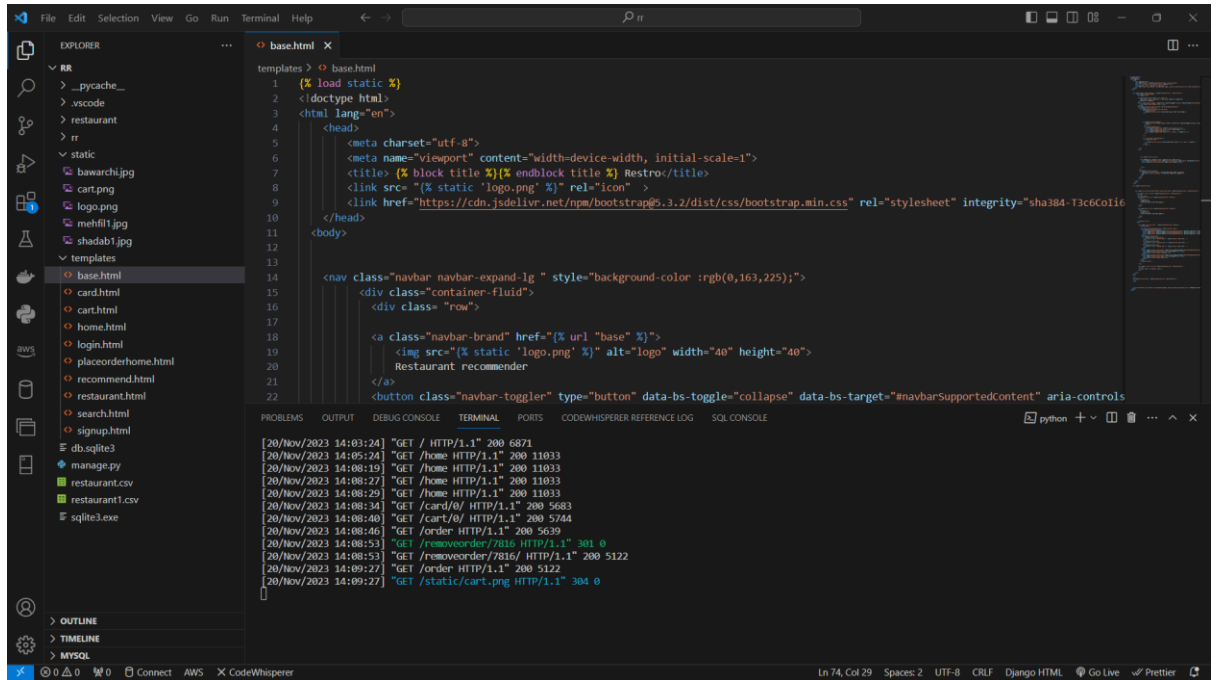 File Edit Selection View Go Run Terminal Help
rr
EXPLORER
RR
__pycache__
.vscode
restaurant
rr
static
bawarchi.jpg
cart.png
logo.png
mehfil1.jpg
shadab1.jpg
templates
base.html
card.html
cart.html
home.html
login.html
placeorderhome.html
recommend.html
restaurant.html
search.html
signup.html
db.sqlite3
manage.py
restaurant.csv
restaurant1.csv
sqlite3.exe
OUTLINE
TIMELINE
MYSQL
aws
1
base.html
templates > base.html
1 {% load static %}
2 <!doctype html>
3 <html lang="en">
4 <head>
5 <meta charset="utf-8">
6 <meta name="viewport" content="width=device-width, initial-scale=1">
7 <title> {% block title %}{% endblock title %} Restro</title>
8 <link src= "{% static 'logo.png' %}" rel="icon" >
9 <link href="https://cdn.jsdelivr.net/npm/bootstrap@5.3.2/dist/css/bootstrap.min.css" rel="stylesheet" integrity="sha384-T3c6CoIi6
10 </head>
11 <body>
12
13
14 <nav class="navbar navbar-expand-lg " style="background-color :rgb(0,163,225);">
15 <div class="container-fluid">
16 <div class= "row">
17
18 <a class="navbar-brand" href="{% url "base" %}">
19 <img src="{% static 'logo.png' %}" alt="logo" width="40" height="40">
20 Restaurant recommender
21 </a>
22 <button class="navbar-toggler" type="button" data-bs-toggle="collapse" data-bs-target="#navbarSupportedContent" aria-controls
PROBLEMS OUTPUT DEBUG CONSOLE TERMINAL PORTS CODEWHISPERER REFERENCE LOG SQL CONSOLE
python
[20/Nov/2023 14:03:24] "GET / HTTP/1.1" 200 6871
[20/Nov/2023 14:05:24] "GET /home HTTP/1.1" 200 11033
[20/Nov/2023 14:08:19] "GET /home HTTP/1.1" 200 11033
[20/Nov/2023 14:08:27] "GET /home HTTP/1.1" 200 11033
[20/Nov/2023 14:08:29] "GET /home HTTP/1.1" 200 11033
[20/Nov/2023 14:08:34] "GET /card/0/ HTTP/1.1" 200 5683
[20/Nov/2023 14:08:40] "GET /cart/0/ HTTP/1.1" 200 5744
[20/Nov/2023 14:08:46] "GET /order HTTP/1.1" 200 5639
[20/Nov/2023 14:08:53] "GET /removeorder/7816 HTTP/1.1" 301 0
[20/Nov/2023 14:08:53] "GET /removeorder/7816/ HTTP/1.1" 200 5122
[20/Nov/2023 14:09:27] "GET /order HTTP/1.1" 200 5122
[20/Nov/2023 14:09:27] "GET /static/cart.png HTTP/1.1" 304 0
0 0 0 Connect AWS CodeWhisperer Ln 74, Col 29 Spaces: 2 UTF-8 CRLF Django HTML Go Live Prettier